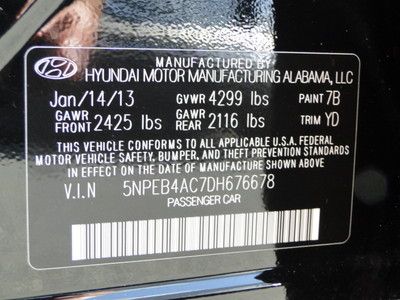 MANUFACTURED BY
HYUNDAI MOTOR MANUFACTURING ALABAMA, LLC
Jan/14/13 GVWR 4299 lbs PAINT 7B
GAWR FRONT 2425 lbs GAWR REAR 2116 lbs TRIM YD
THIS VEHICLE CONFORMS TO ALL APPLICABLE U.S.A. FEDERAL
MOTOR VEHICLE SAFETY, BUMPER, AND THEFT PREVENTION STANDARDS
IN EFFECT ON THE DATE OF MANUFACTURE SHOWN ABOVE.
V.I.N 5NPEB4AC7DH676678
PASSENGER CAR